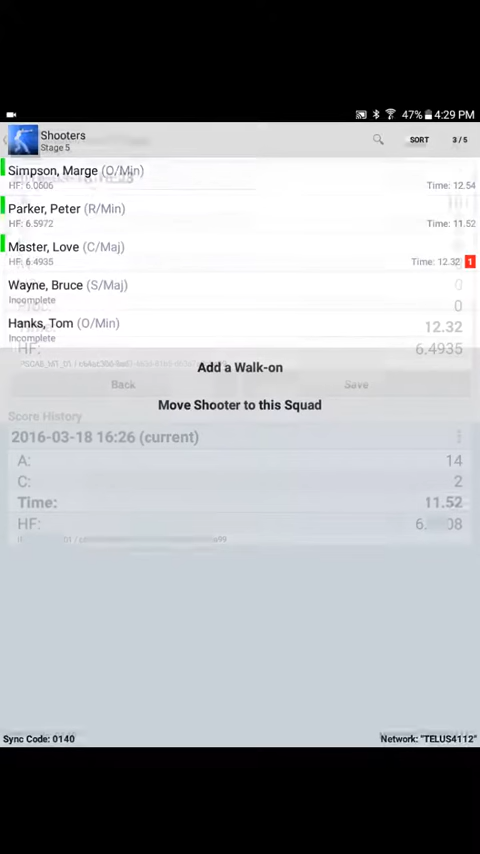 47% 4:29 PM
Shooters
Stage 5
SORT
3 / 5
Simpson, Marge (O/Min)
HF: 6.0606
Time: 12.54
Parker, Peter (R/Min)
HF: 6.5972
Time: 11.52
Master, Love (C/Maj)
HF: 6.4935
Time: 12.32 1
Wayne, Bruce (S/Maj)
Incomplete
0
Proc:
0
Hanks, Tom (O/Min)
Incomplete
Time:
12.32
HF:
6.4935
Add a Walk-on
Back
Save
Move Shooter to this Squad
Score History
2016-03-18 16:26 (current)
A:
14
C:
2
Time:
11.52
HF:
Sync Code: 0140
Network: "TELUS4112"